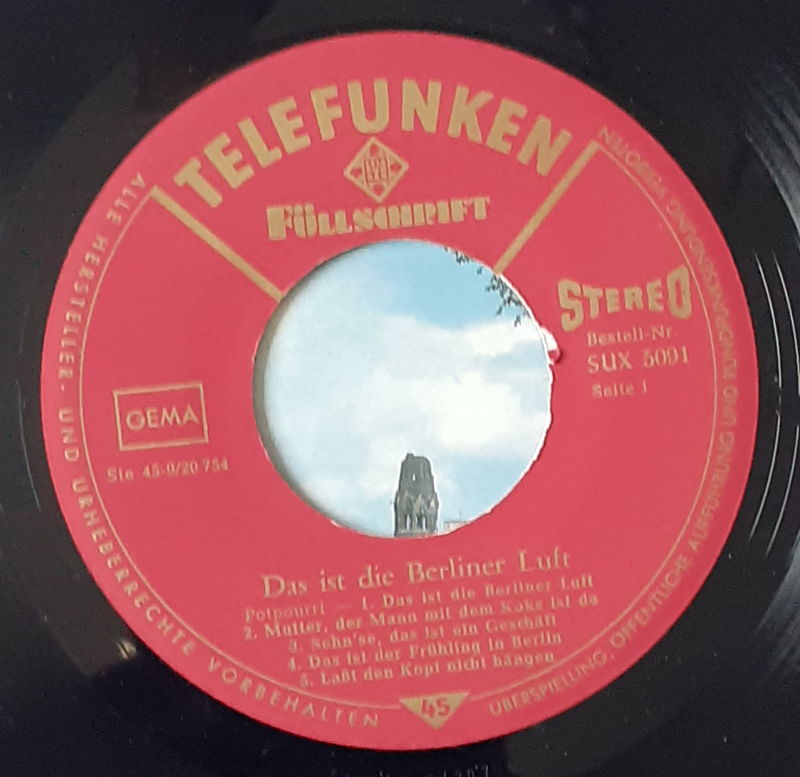 TELEFUNKEN
FÜLLSCHRIFT
STEREO
Bestell-Nr.
SUX 5091
Seite 1
GEMA
Ste 45-9/20 754
Das ist die Berliner Luft
Potpourri — 1. Das ist die Berliner Luft
2. Mutter, der Mann mit dem Koks ist da
3. Sehn'se, das ist ein Geschäft
4. Das ist der Frühling in Berlin
5. Laßt den Kopf nicht hängen
45
ALLE HERSTELLER- UND URHEBERRECHTE VORBEHALTEN
ÜBERSPIELUNG, ÖFFENTLICHE AUFFÜHRUNG UND RUNDFUNKSENDUNG VERBOTEN